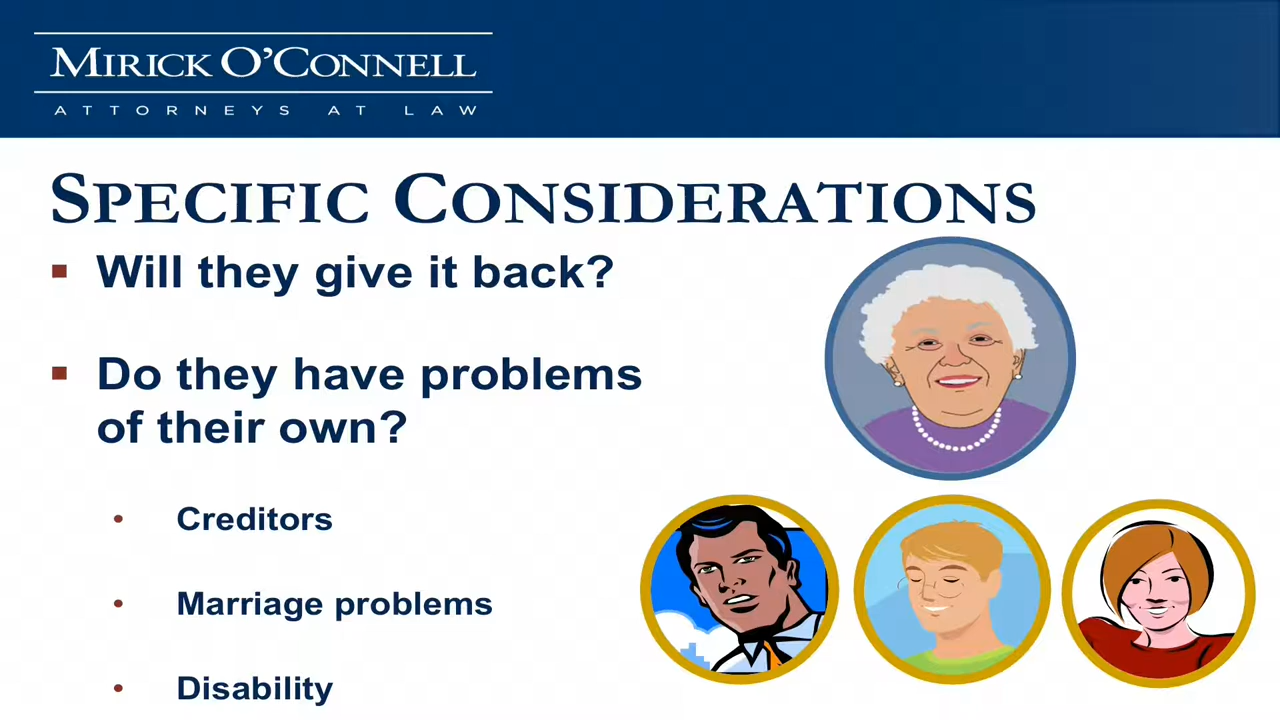 MIRICK O'CONNELL
ATTORNEYS AT LAW
SPECIFIC CONSIDERATIONS
▪ Will they give it back?
▪ Do they have problems
of their own?
• Creditors
• Marriage problems
• Disability